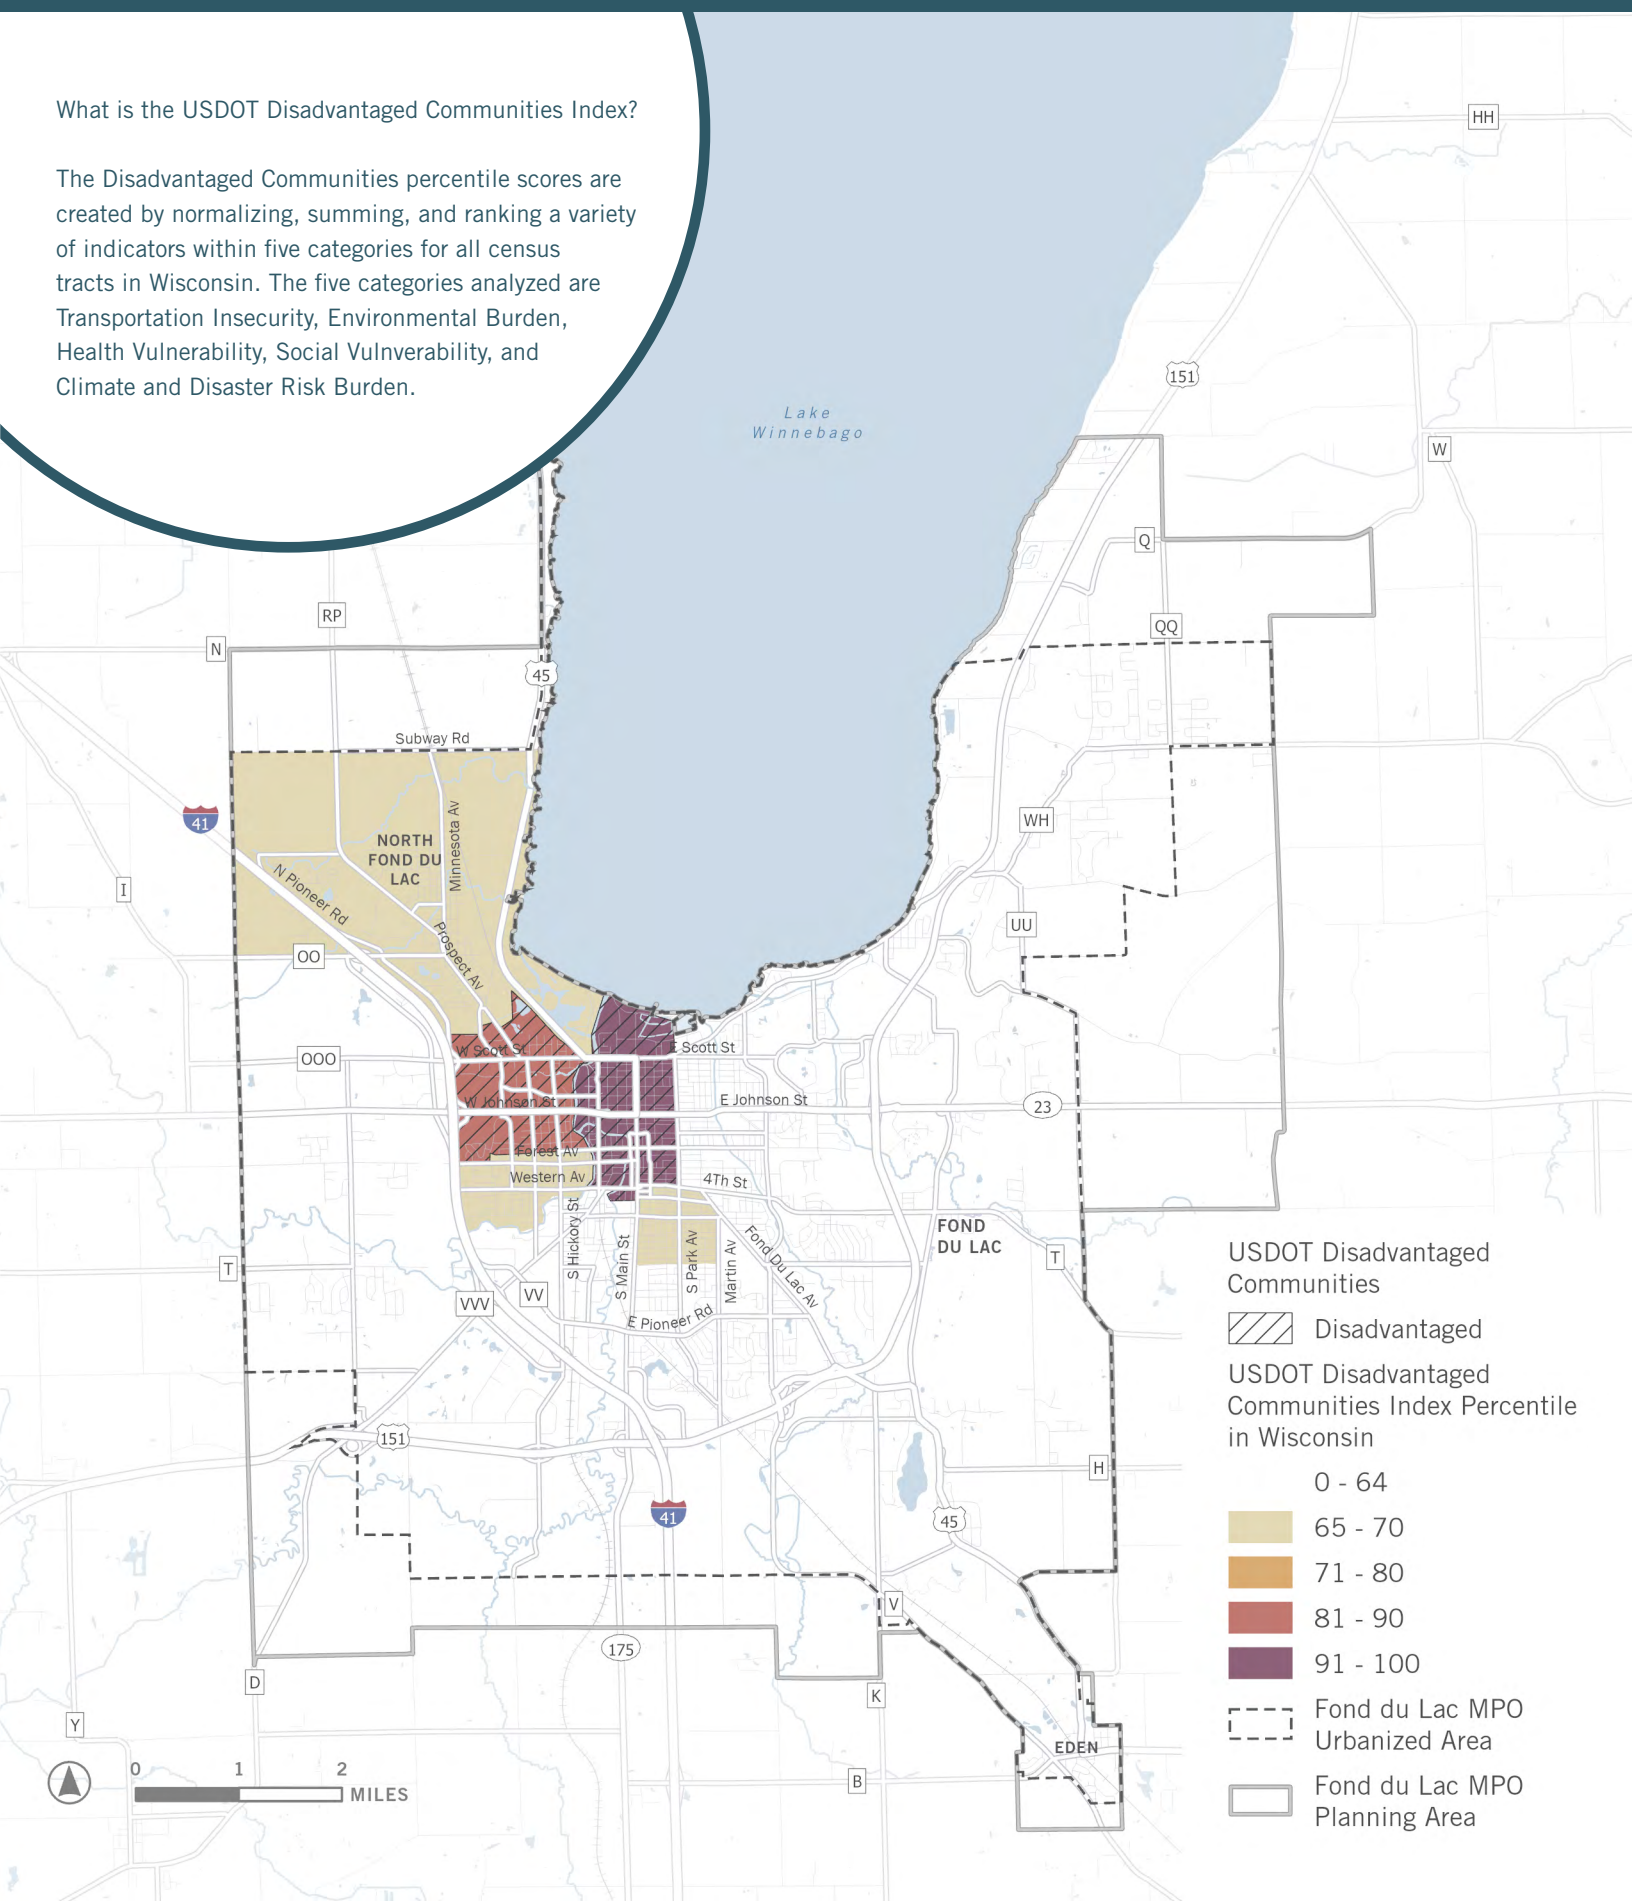 What is the USDOT Disadvantaged Communities Index?
The Disadvantaged Communities percentile scores are
created by normalizing, summing, and ranking a variety
of indicators within five categories for all census
tracts in Wisconsin. The five categories analyzed are
Transportation Insecurity, Environmental Burden,
Health Vulnerability, Social Vulnverability, and
Climate and Disaster Risk Burden.
HH
151
Lake
Winnebago
W
Q
RP
QQ
N
45
Subway Rd
41
WH
NORTH
FOND DU
LAC
Minnesota Av
N Pioneer Rd
I
UU
Prospect Av
OO
W Scott St
E Scott St
OOO
W Johnson St
E Johnson St
23
Forest Av
Western Av
4Th St
S Hickory St
S Main St
S Park Av
Martin Av
Fond Du Lac Av
FOND
DU LAC
T
T
VV
VVV
E Pioneer Rd
151
H
41
45
V
175
D
K
Y
EDEN
B
0 1 2
MILES
USDOT Disadvantaged
Communities
Disadvantaged
USDOT Disadvantaged
Communities Index Percentile
in Wisconsin
0 - 64
65 - 70
71 - 80
81 - 90
91 - 100
Fond du Lac MPO
Urbanized Area
Fond du Lac MPO
Planning Area